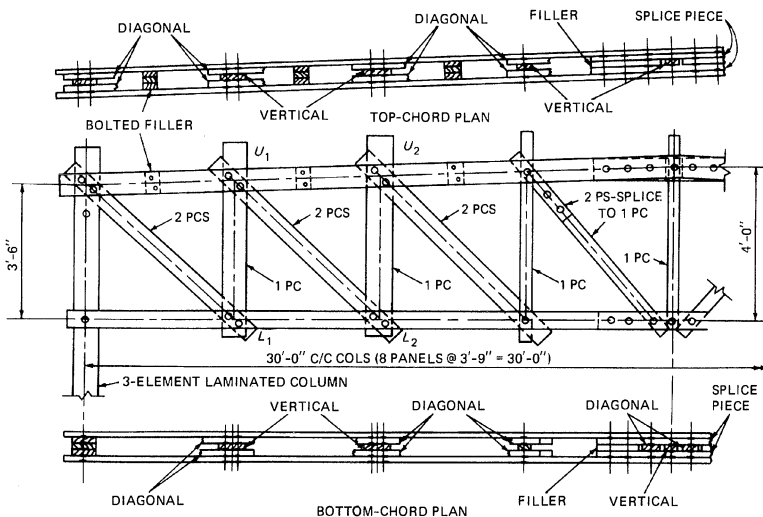 DIAGONAL
DIAGONAL
FILLER
SPLICE PIECE
VERTICAL
VERTICAL
TOP-CHORD PLAN
BOLTED FILLER
U1
U2
2 PCS
2 PCS
2 PCS
2 PS-SPLICE
TO 1 PC
3'-6"
4'-0"
1 PC
1 PC
1 PC
1 PC
L1
L2
30'-0" C/C COLS (8 PANELS @ 3'-9" = 30'-0")
3-ELEMENT LAMINATED COLUMN
VERTICAL
DIAGONAL
DIAGONAL
SPLICE
PIECE
DIAGONAL
FILLER
VERTICAL
BOTTOM-CHORD PLAN